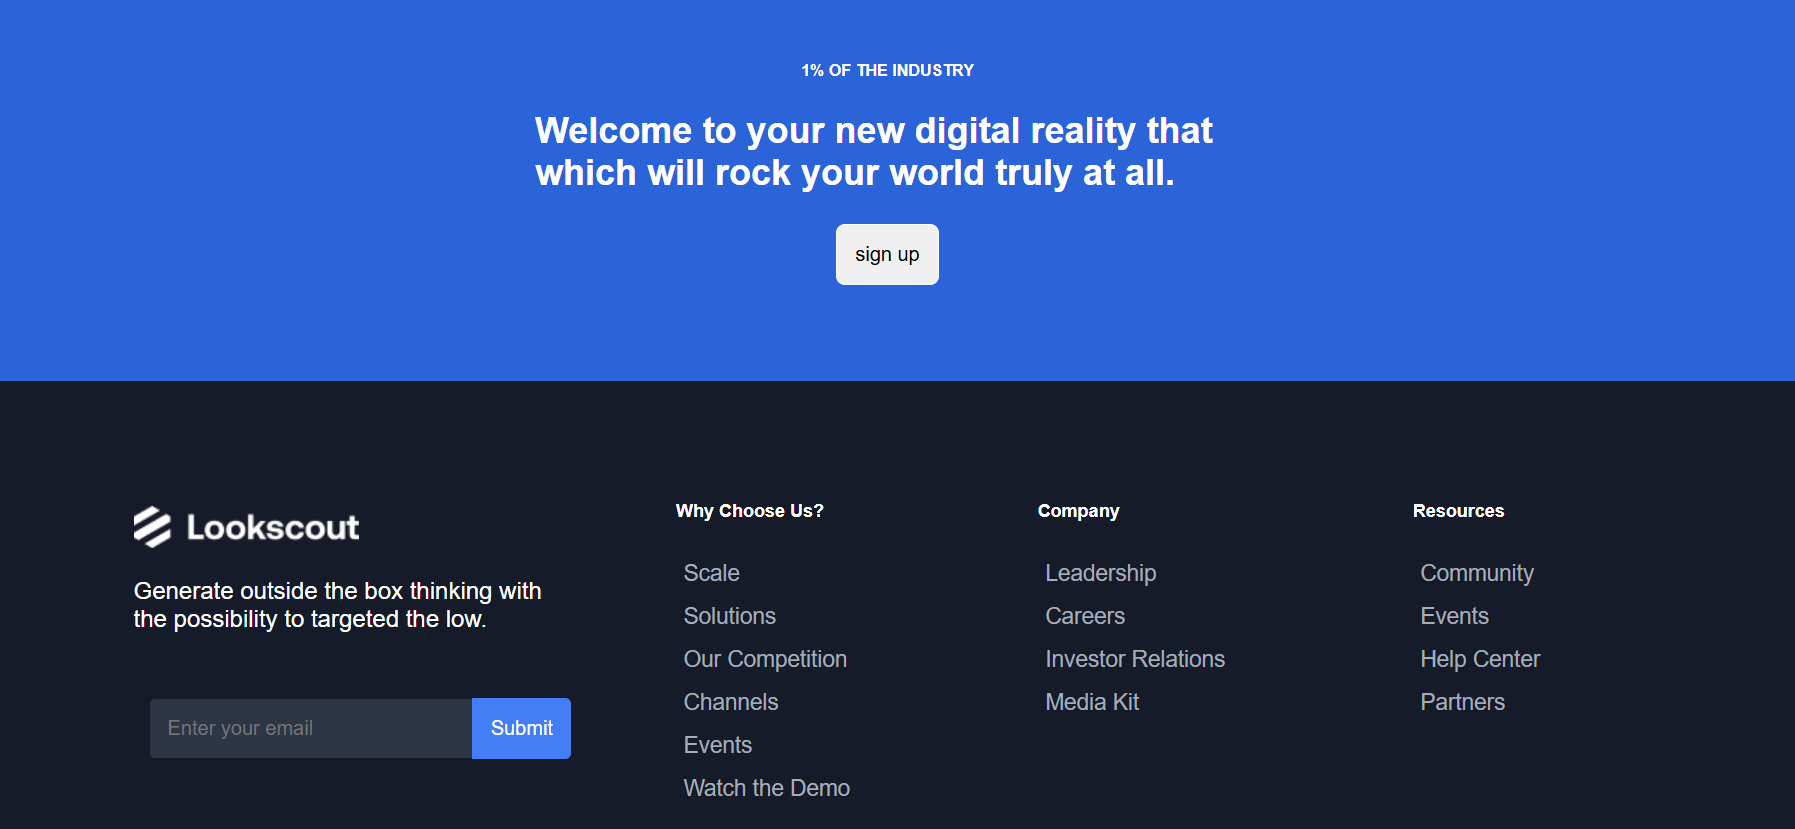 1% OF THE INDUSTRY
Welcome to your new digital reality that
which will rock your world truly at all.
sign up
Lookscout
Generate outside the box thinking with
the possibility to targeted the low.
Enter your email
Submit
Why Choose Us?
Scale
Solutions
Our Competition
Channels
Events
Watch the Demo
Company
Leadership
Careers
Investor Relations
Media Kit
Resources
Community
Events
Help Center
Partners